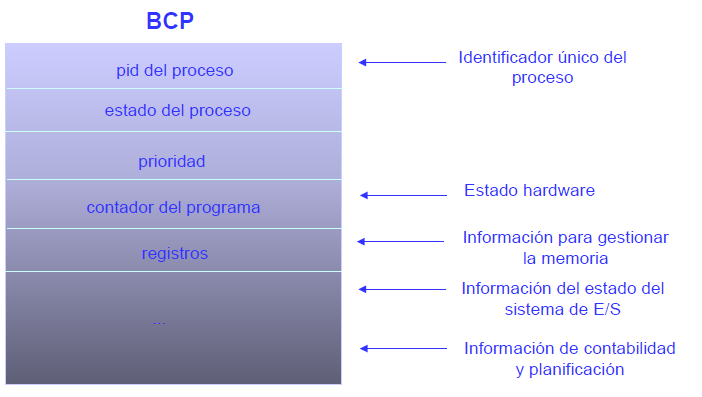 BCP
pid del proceso
estado del proceso
prioridad
contador del programa
registros
...
Identificador único del
proceso
Estado hardware
Información para gestionar
la memoria
Información del estado del
sistema de E/S
Información de contabilidad
y planificación